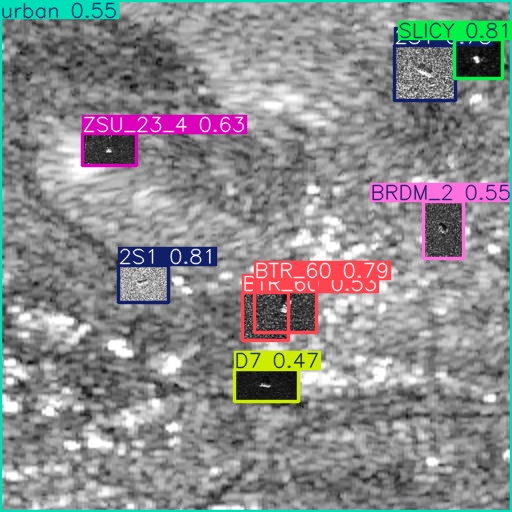 urban 0.55
SLICY 0.81
ZSU_23_4 0.63
BRDM_2 0.55
2S1 0.81
BTR_60 0.79
D7 0.47